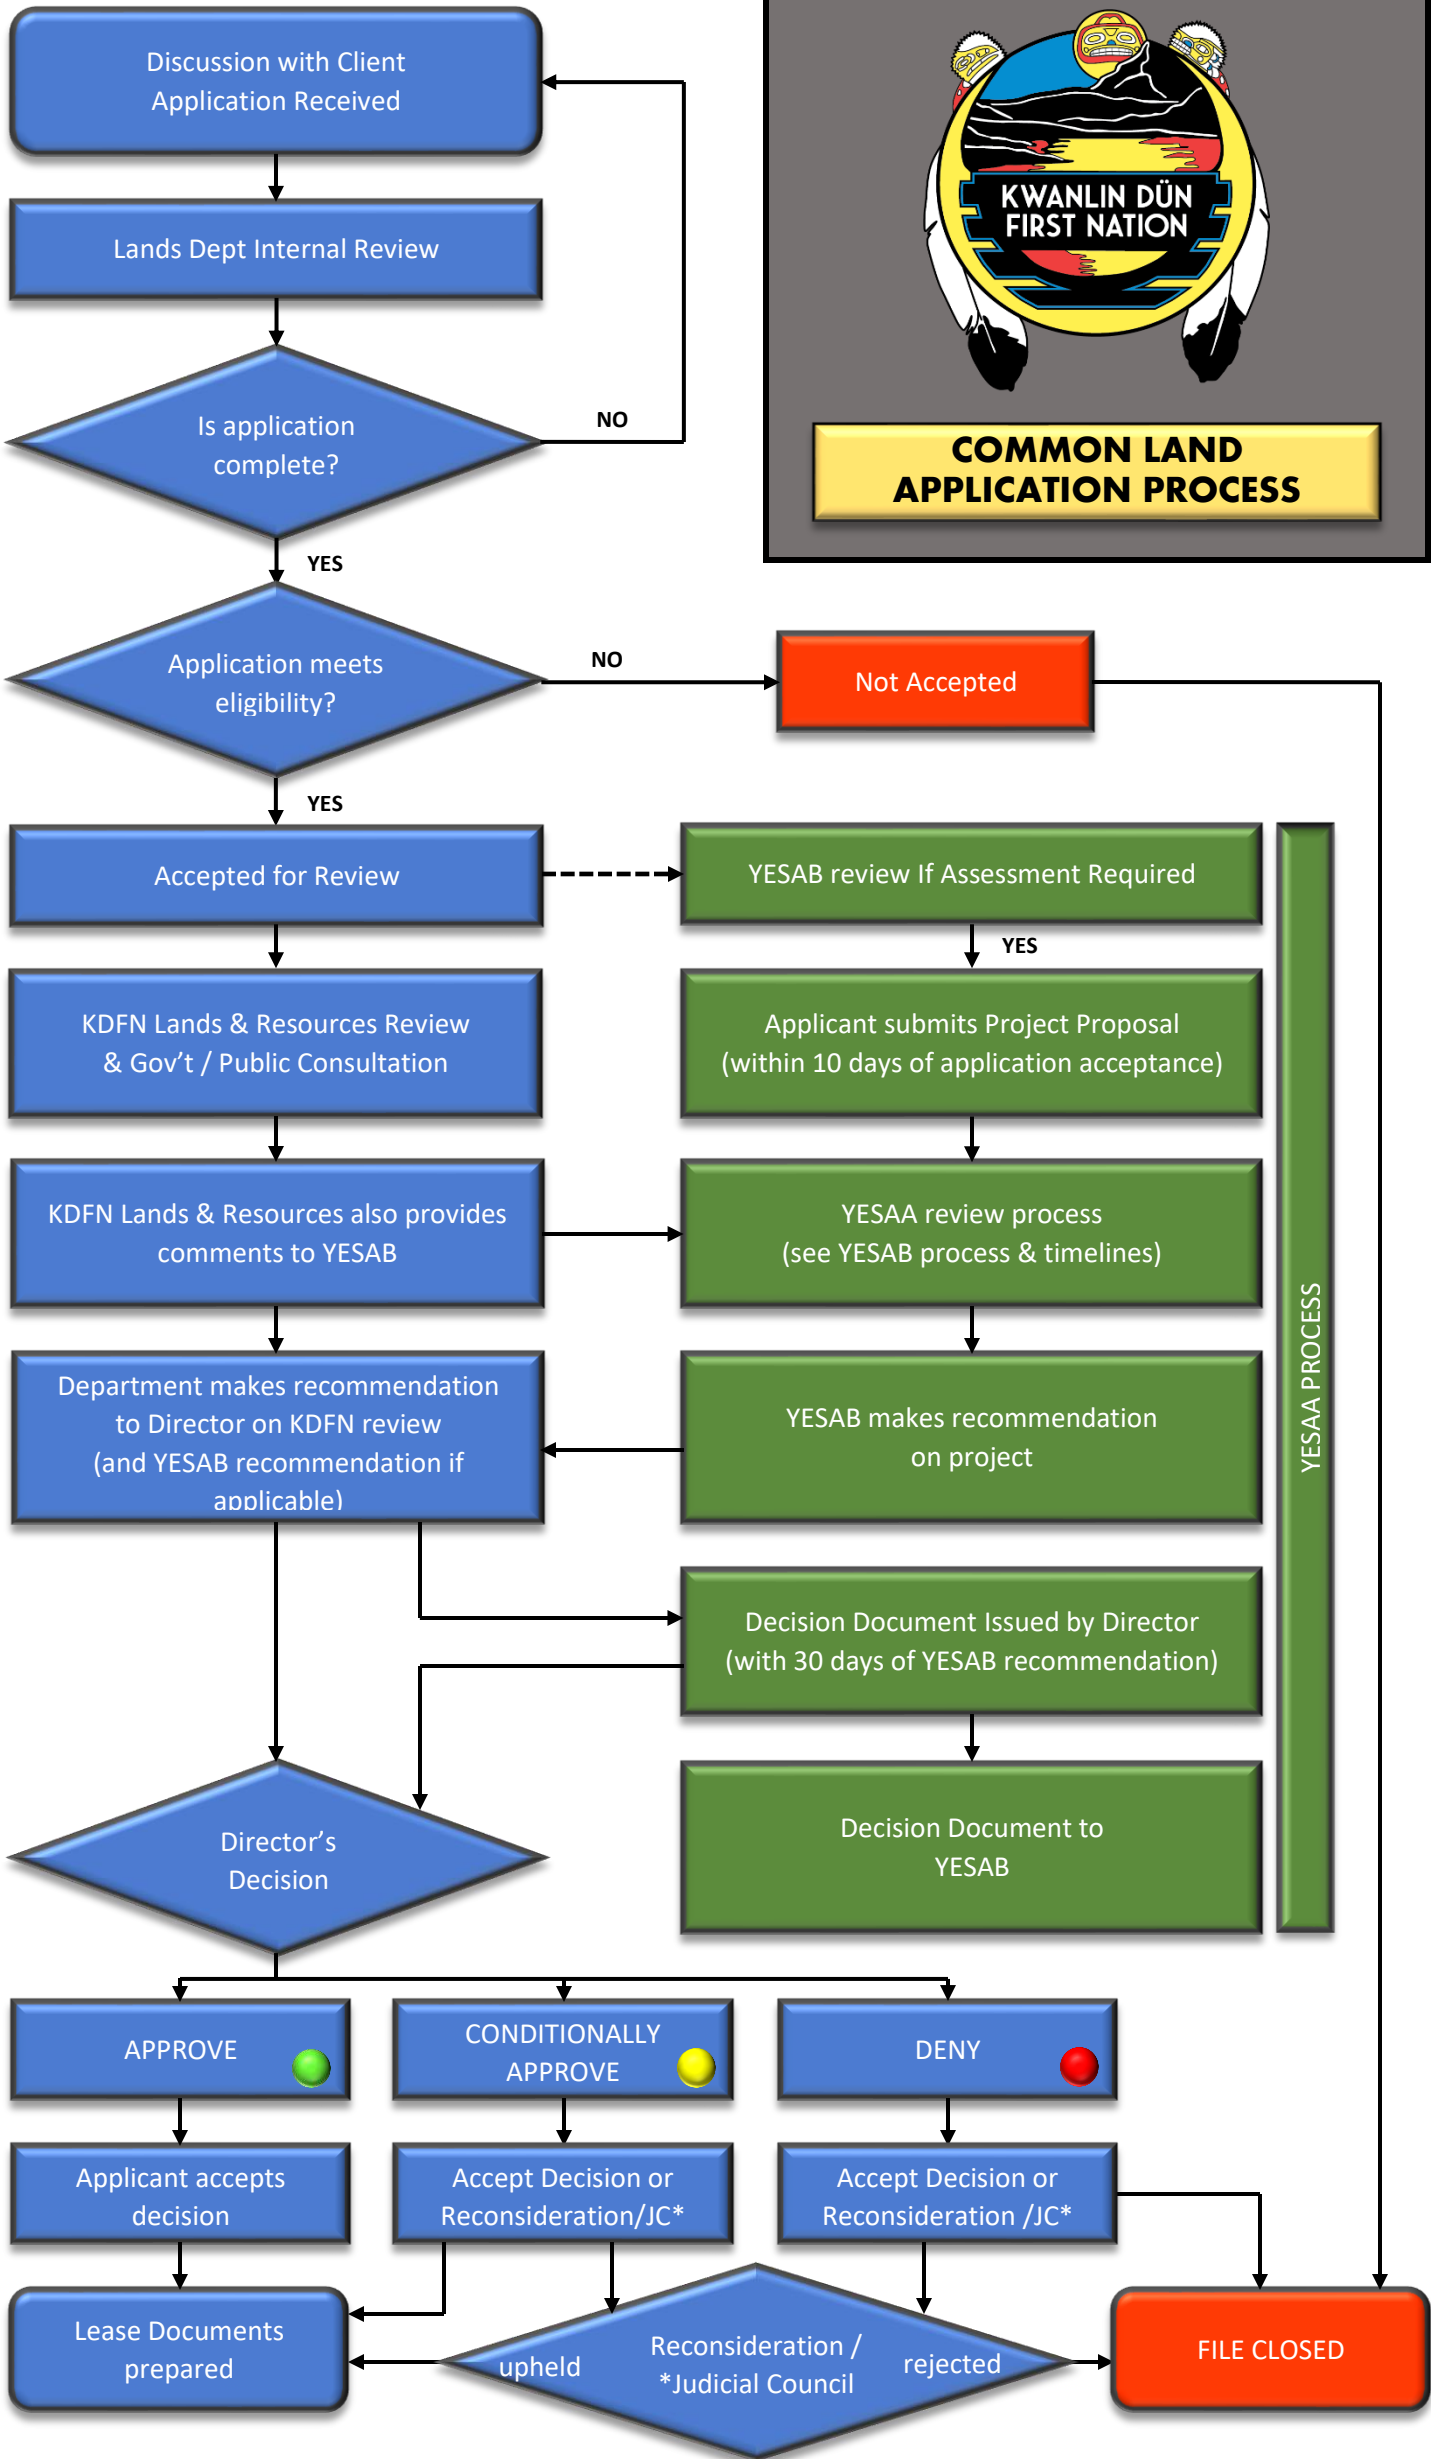 Discussion with Client
Application Received
KWANLIN DÜN
FIRST NATION
COMMON LAND
APPLICATION PROCESS
Lands Dept Internal Review
Is application
complete?
NO
YES
Application meets
eligibility?
NO
Not Accepted
YES
Accepted for Review
YESAB review If Assessment Required
YES
KDFN Lands & Resources Review
& Gov't / Public Consultation
Applicant submits Project Proposal
(within 10 days of application acceptance)
KDFN Lands & Resources also provides
comments to YESAB
YESAA review process
(see YESAB process & timelines)
YESAA PROCESS
Department makes recommendation
to Director on KDFN review
(and YESAB recommendation if
applicable)
YESAB makes recommendation
on project
Decision Document Issued by Director
(with 30 days of YESAB recommendation)
Director's
Decision
Decision Document to
YESAB
APPROVE
CONDITIONALLY
APPROVE
DENY
Applicant accepts
decision
Accept Decision or
Reconsideration/JC*
Accept Decision or
Reconsideration /JC*
Lease Documents
prepared
upheld
Reconsideration /
*Judicial Council
rejected
FILE CLOSED